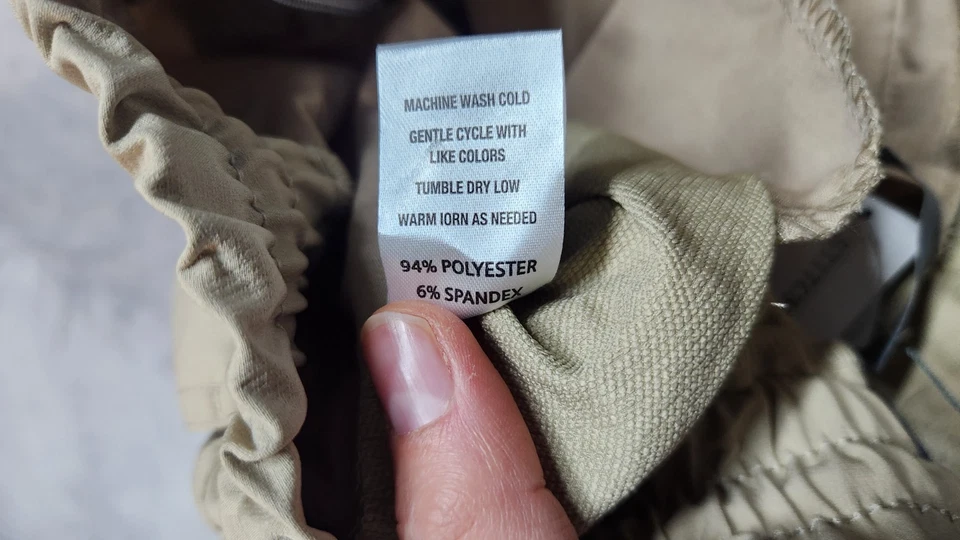 MACHINE WASH COLD
GENTLE CYCLE WITH
LIKE COLORS
TUMBLE DRY LOW
WARM IORN AS NEEDED
94% POLYESTER
6% SPANDEX